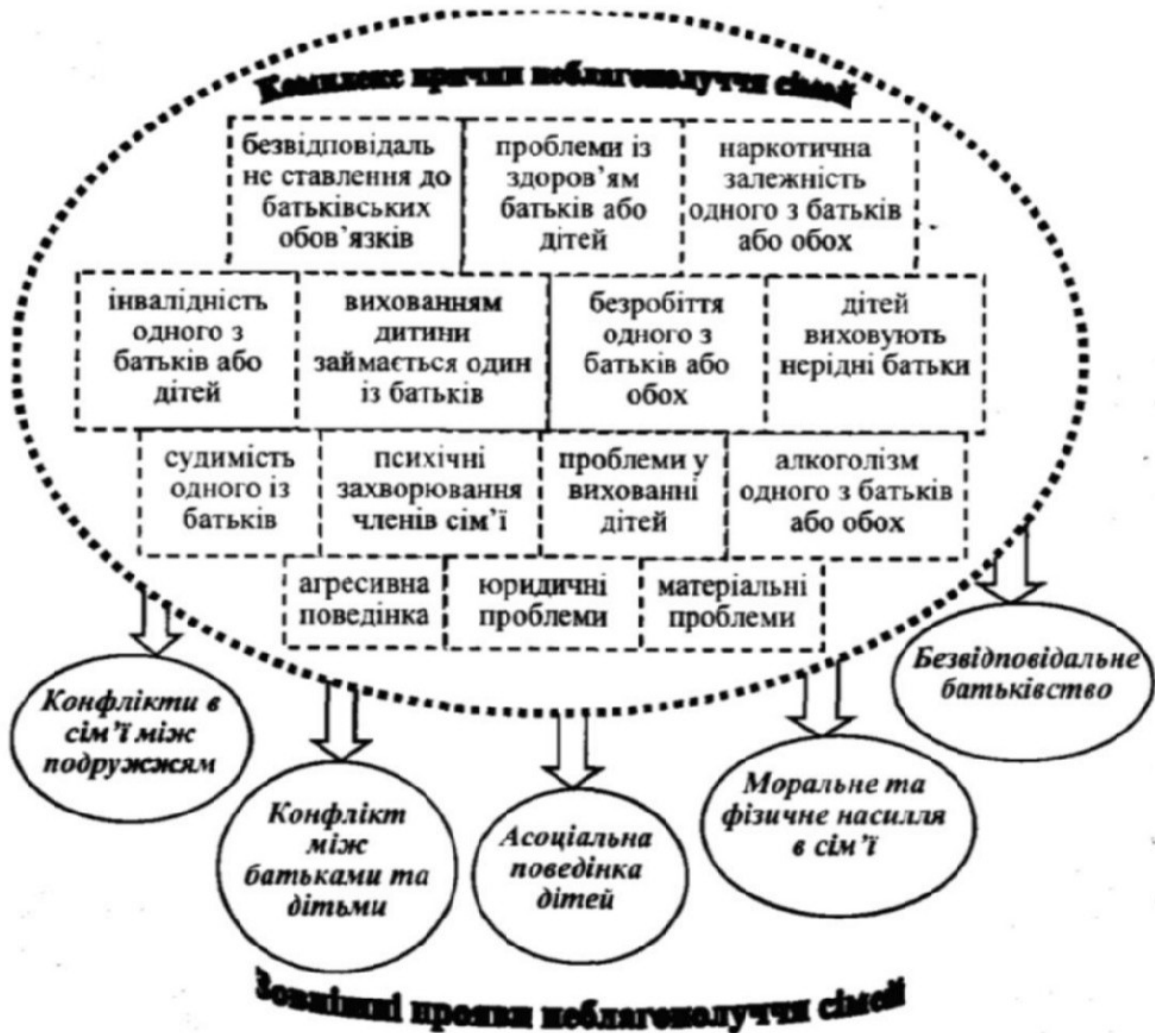 Комплекс причин неблагополуччя сімей
безвідповідаль
не ставлення до
батьківських
обов’язків
проблеми із
здоров’ям
батьків або
дітей
наркотична
залежність
одного з батьків
або обох
інвалідність
одного з
батьків або
дітей
вихованням
дитини
займається один
із батьків
безробіття
одного з
батьків або
обох
дітей
виховують
нерідні батьки
судимість
одного із
батьків
психічні
захворювання
членів сім’ї
проблеми у
вихованні
дітей
алкоголізм
одного з батьків
або обох
агресивна
поведінка
юридичні
проблеми
матеріальні
проблеми
Конфлікти в
сім’ї між
подружжям
Конфлікт
між
батьками та
дітьми
Асоціальна
поведінка
дітей
Моральне та
фізичне насилля
в сім’ї
Безвідповідальне
батьківство
Зовнішні прояви неблагополуччя сімей